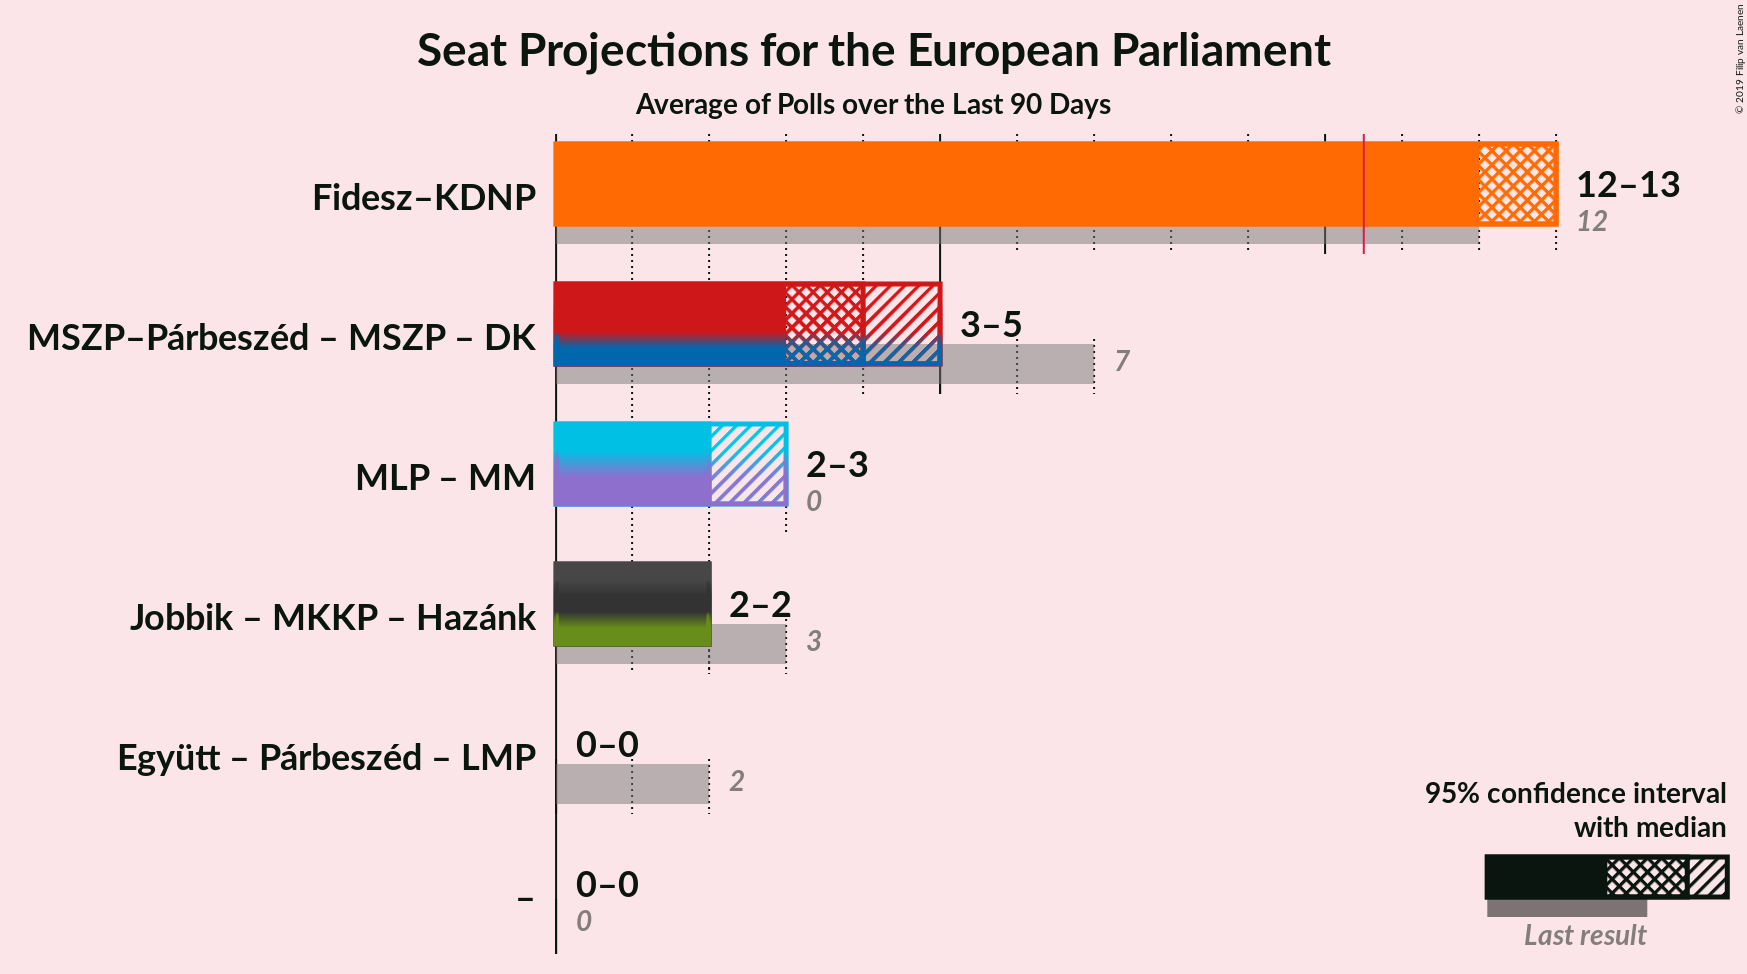 Seat Projections for the European Parliament
Average of Polls over the Last 90 Days
© 2019 Filip van Laenen
Fidesz–KDNP
12–13
12
MSZP–Párbeszéd – MSZP – DK
3–5
7
MLP – MM
2–3
0
Jobbik – MKKP – Hazánk
2–2
3
Együtt – Párbeszéd – LMP
0–0
2
–
0–0
0
95% confidence interval
with median
Last result